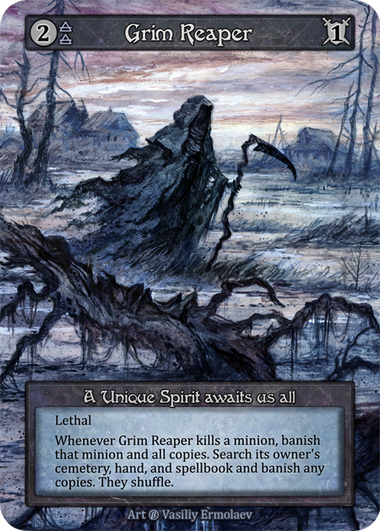 2 Grim Reaper 1
A Unique Spirit awaits us all
Lethal
Whenever Grim Reaper kills a minion, banish
that minion and all copies. Search its owner's
cemetery, hand, and spellbook and banish any
copies. They shuffle.
Art @ Vasiliy Ermolaev